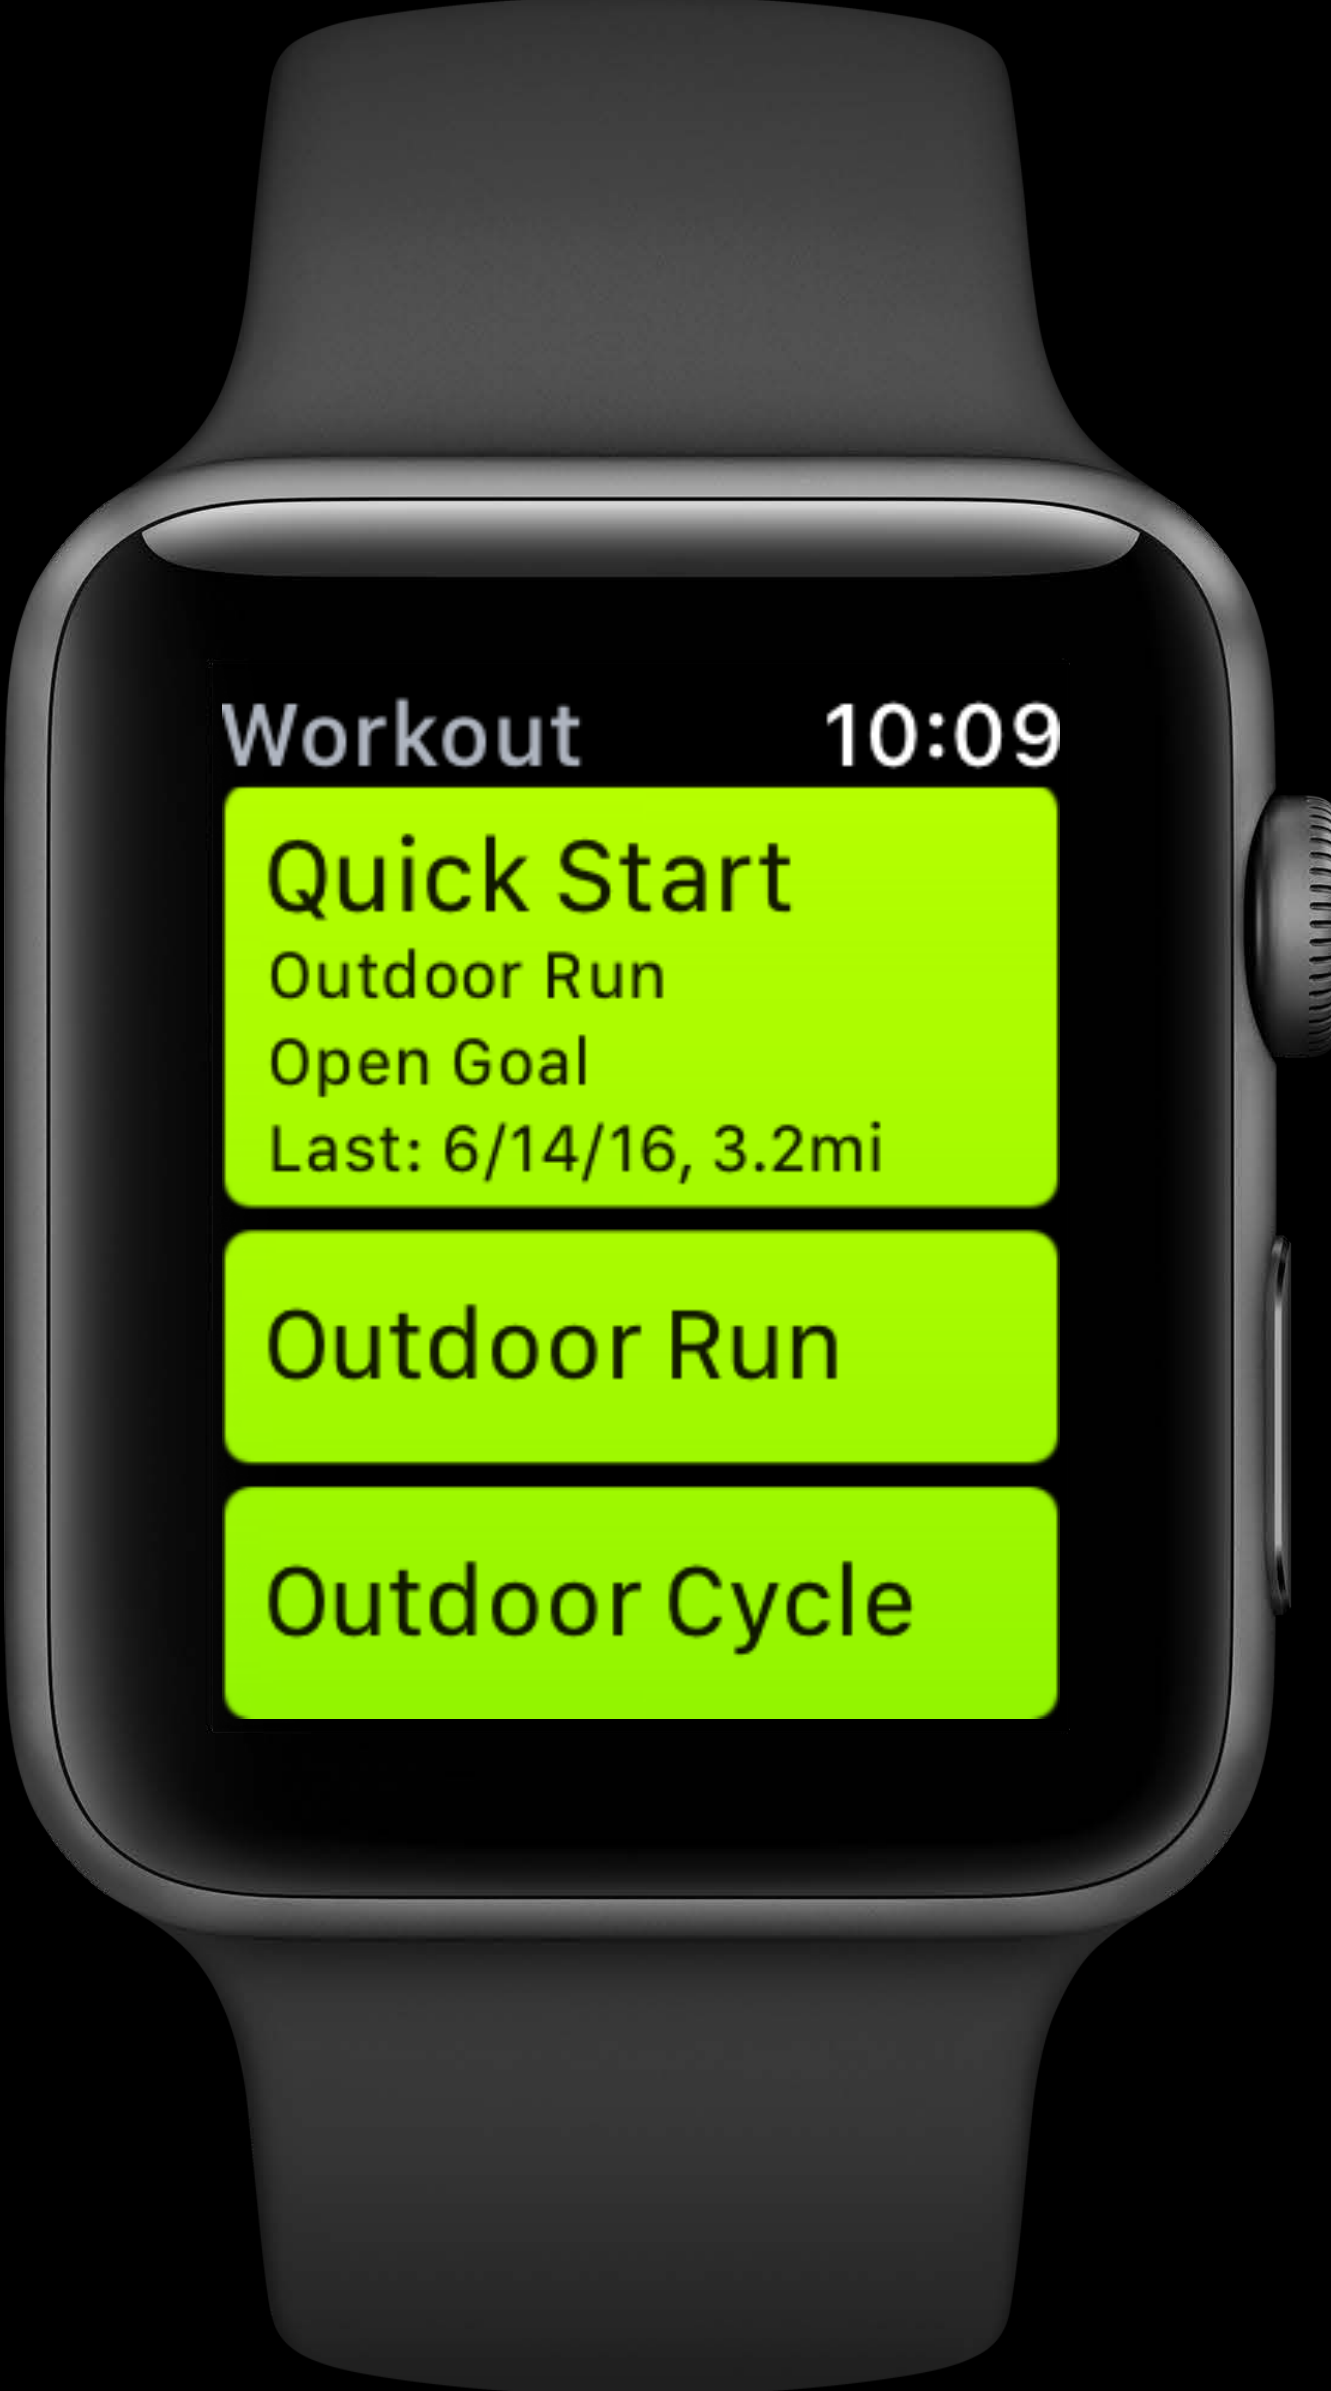 Workout 10:09
Quick Start
Outdoor Run
Open Goal
Last: 6/14/16, 3.2mi
Outdoor Run
Outdoor Cycle